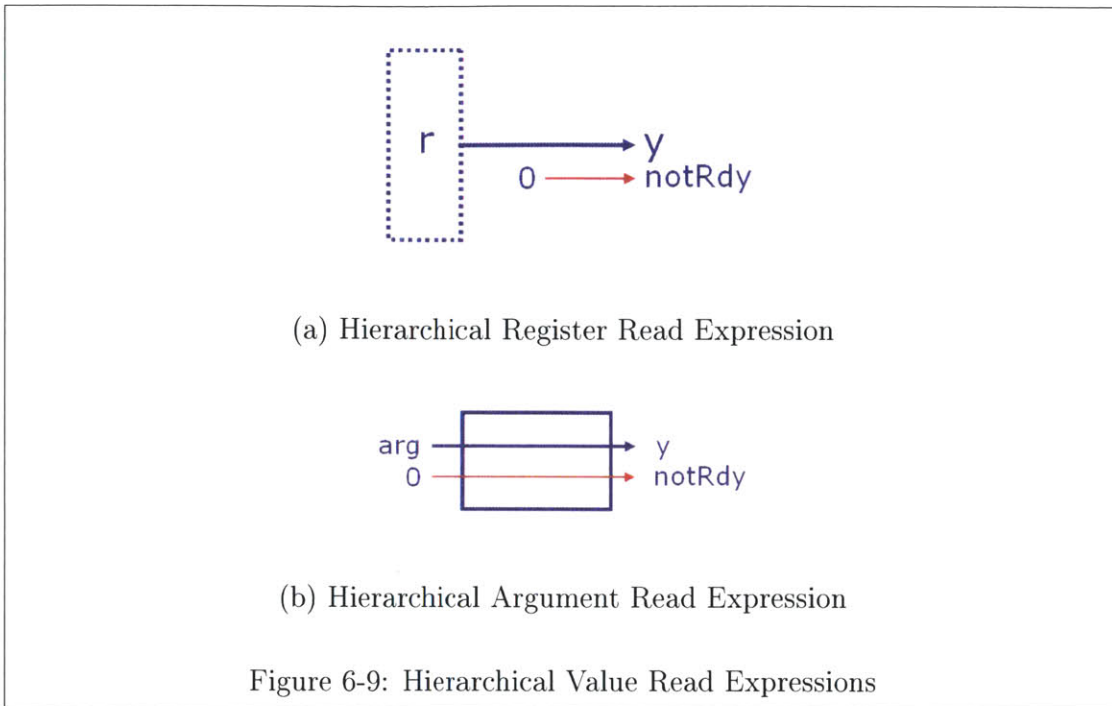 r
y
0
notRdy
(a) Hierarchical Register Read Expression
arg
y
0
notRdy
(b) Hierarchical Argument Read Expression
Figure 6-9: Hierarchical Value Read Expressions